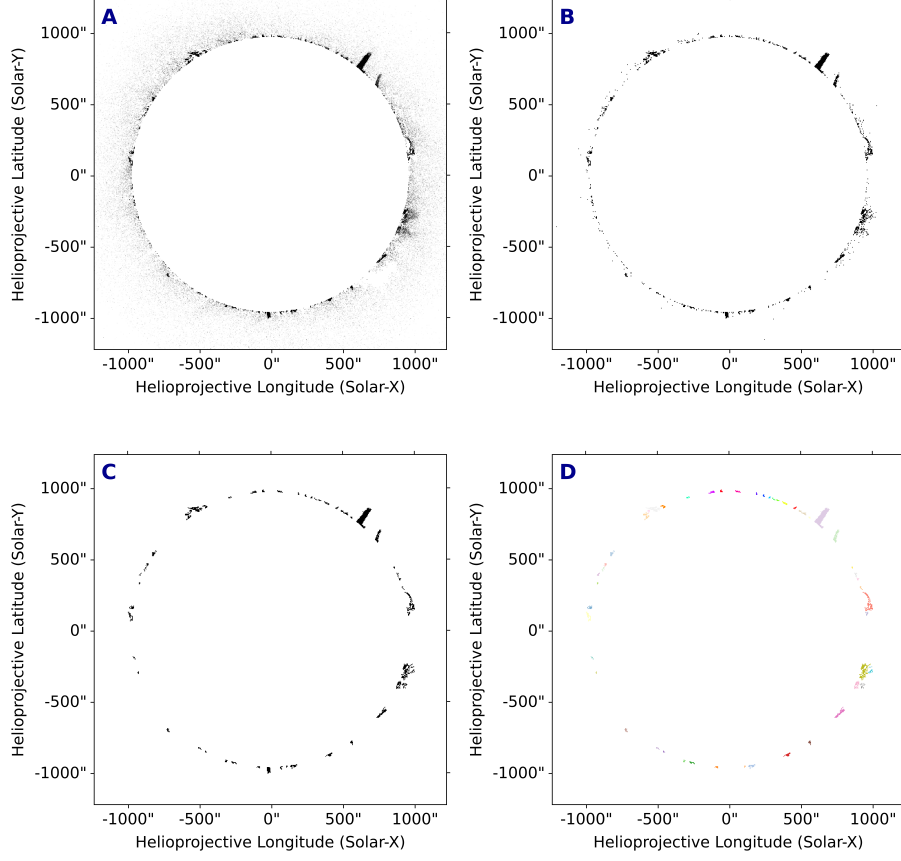 A
B
1000" 1000"
500" 500"
0" 0"
-500" -500"
-1000" -1000"
Helioprojective Latitude (Solar-Y) Helioprojective Latitude (Solar-Y)
-1000" -500" 0" 500" 1000" -1000" -500" 0" 500" 1000"
Helioprojective Longitude (Solar-X) Helioprojective Longitude (Solar-X)
C
D
1000" 1000"
500" 500"
0" 0"
-500" -500"
-1000" -1000"
Helioprojective Latitude (Solar-Y) Helioprojective Latitude (Solar-Y)
-1000" -500" 0" 500" 1000" -1000" -500" 0" 500" 1000"
Helioprojective Longitude (Solar-X) Helioprojective Longitude (Solar-X)